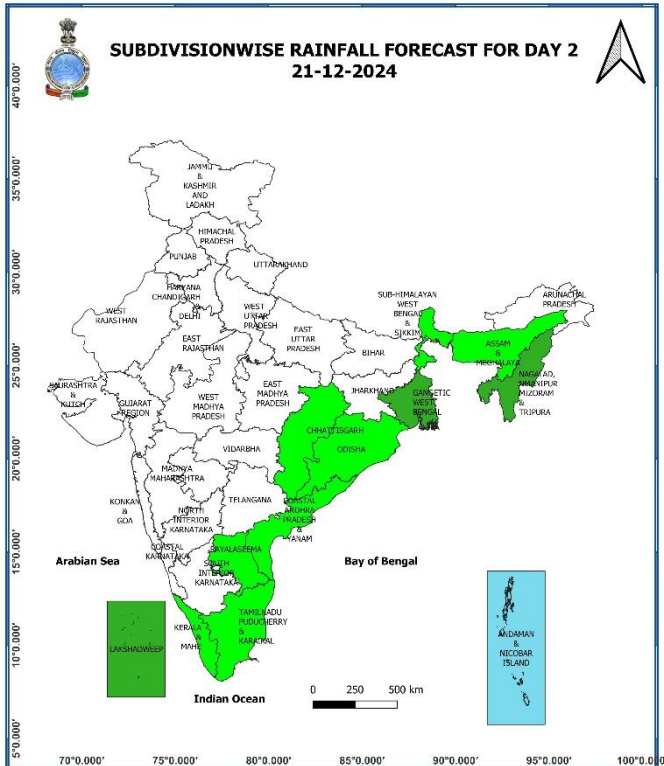 SUBDIVISIONWISE RAINFALL FORECAST FOR DAY 2
21-12-2024
40°0.000'
35°0.000'
30°0.000'
25°0.000'
20°0.000'
15°0.000'
10°0.000'
5°0.000'
JAMMU
&
KASHMIR
AND
LADAKH
HIMACHAL
PRADESH
PUNJAB
UTTARAKHAND
HARYANA
CHANDIGARH
&
DELHI
WEST
RAJASTHAN
WEST
UTTAR
PRADESH
EAST
RAJASTHAN
EAST
UTTAR
PRADESH
SUB-HIMALAYAN
WEST
BENGAL
&
SIKKIM
ARUNACHAL
PRADESH
ASSAM
&
MEGHALAYA
BIHAR
NAGALAD,
MIZORAM
&
TRIPURA
SAURASHTRA
&
KUTCH
GUJARAT
REGION
WEST
MADHYA
PRADESH
EAST
MADHYA
PRADESH
JHARKHAND
GANGETIC
WEST
BENGAL
CHHATTISGARH
ODISHA
VIDARBHA
MADHYA
MAHARASHTRA
KONKAN
&
GOA
TELANGANA
COASTAL
ANDHRA
PRADESH
&
YANAM
NORTH
INTERIOR
KARNATAKA
COASTAL
KARNATAKA
RAYALASEEMA
SOUTH
INTERIOR
KARNATAKA
Arabian Sea
Bay of Bengal
TAMILNADU
PUDUCHERRY
&
KARAIKAL
KERALA
&
MAHE
LAKSHADWEEP
ANDAMAN
&
NICOBAR
ISLAND
Indian Ocean
0 250 500 km
70°0.000' 75°0.000' 80°0.000' 85°0.000' 90°0.000' 95°0.000' 100°0.000'